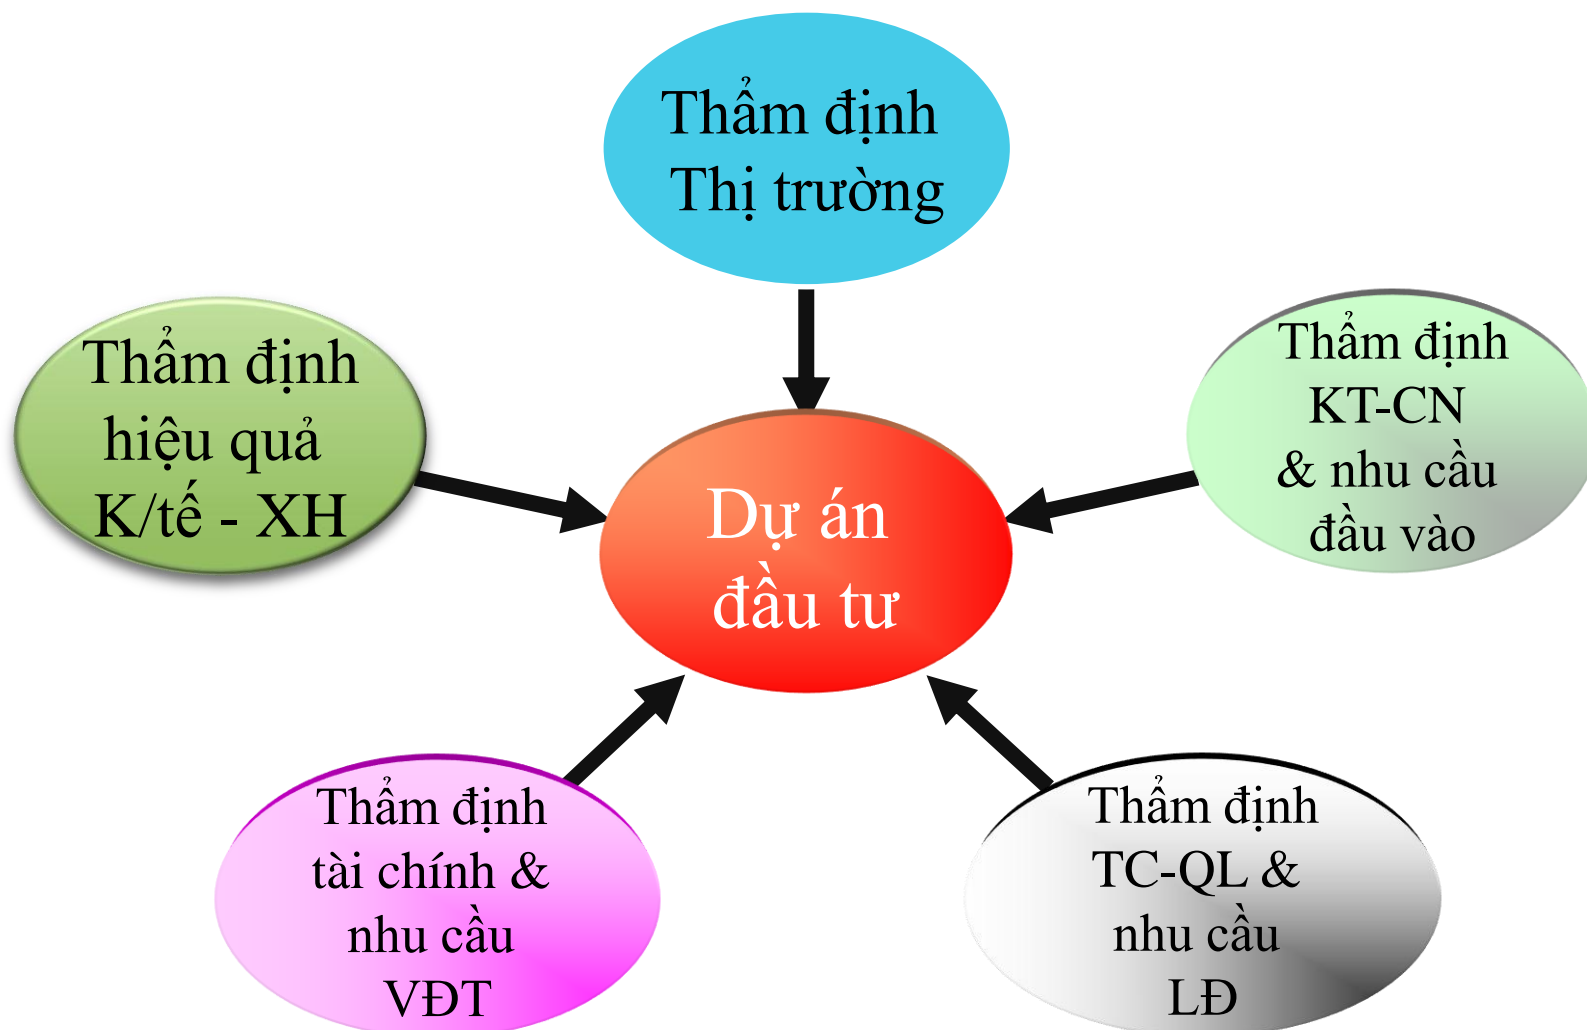 Thẩm định
Thị trường
Thẩm định
hiệu quả
K/tế - XH
Thẩm định
KT-CN
& nhu cầu
đầu vào
Dự án
đầu tư
Thẩm định
tài chính &
nhu cầu
VĐT
Thẩm định
TC-QL &
nhu cầu
LĐ